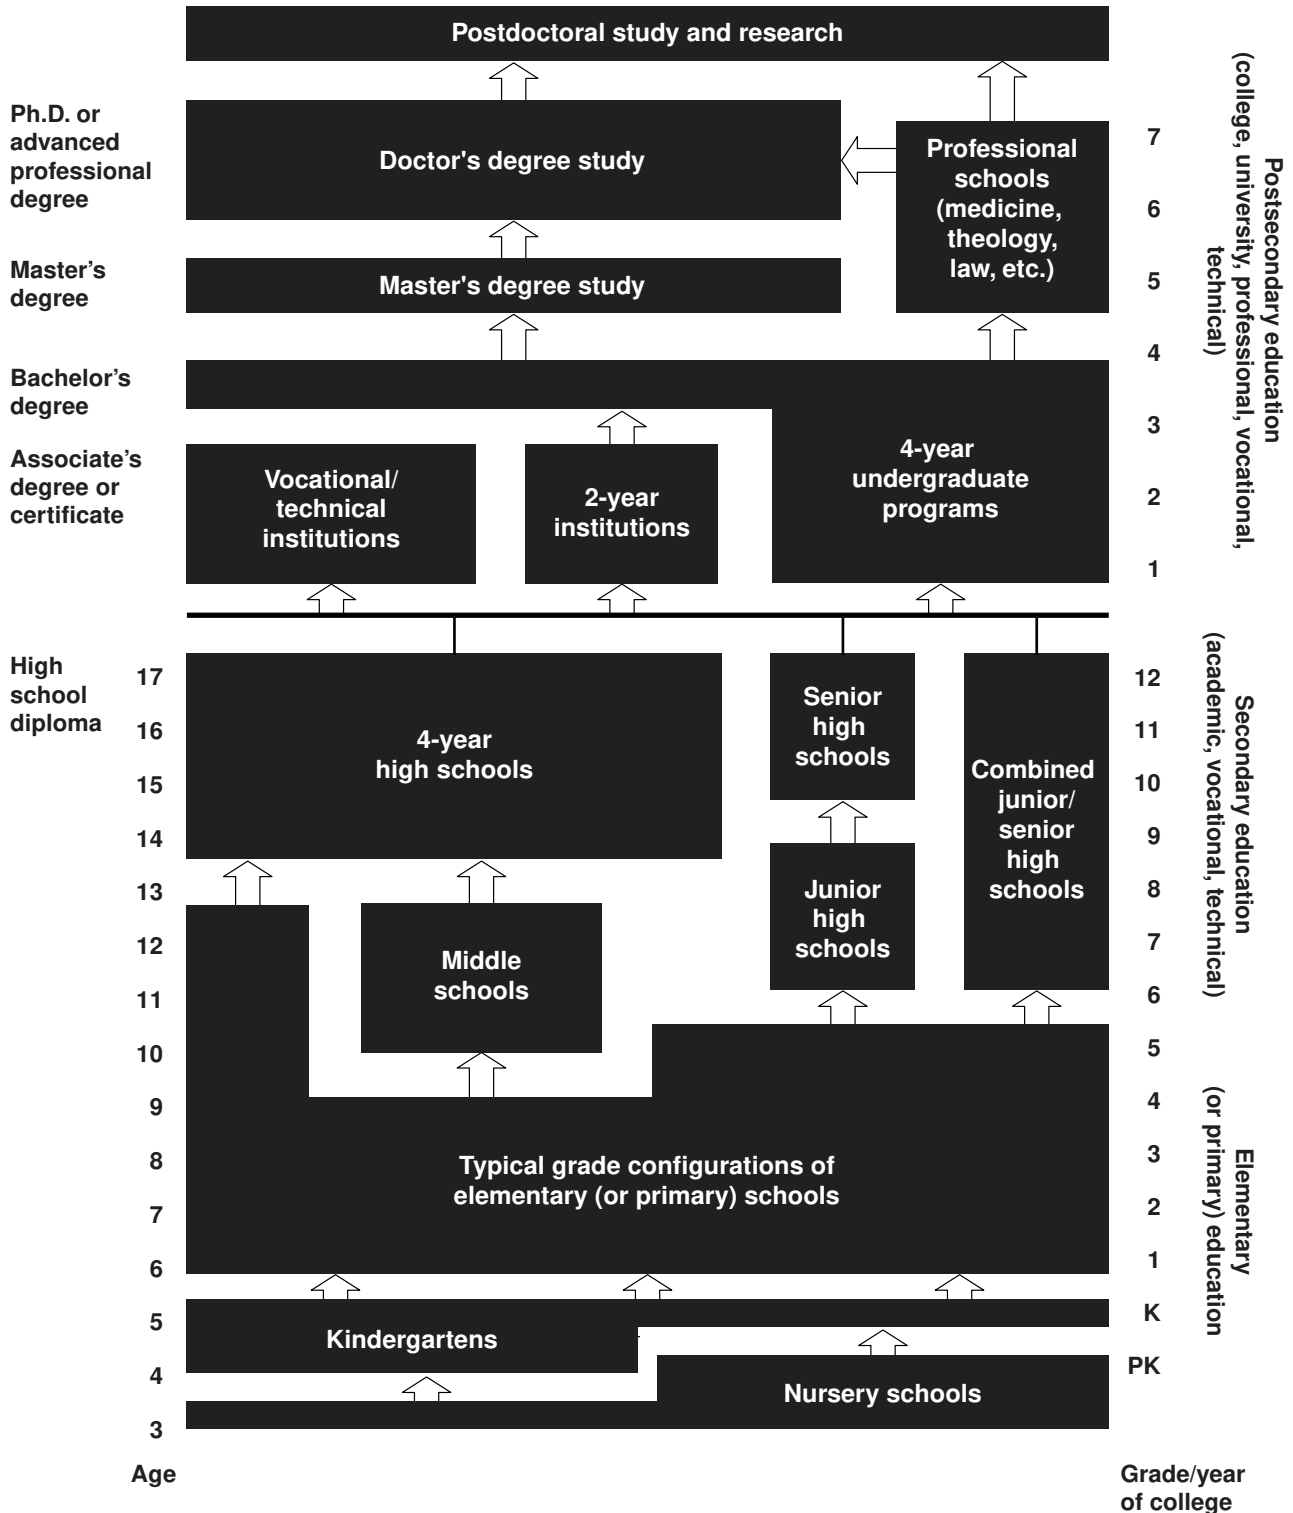 Postdoctoral study and research
Ph.D. or
advanced
professional
degree
Doctor's degree study
Professional
schools
(medicine,
theology,
law, etc.)
7
6
5
Master’s
degree
Master's degree study
4
Bachelor’s
degree
3
Associate’s
degree or
certificate
Vocational/
technical
institutions
2-year
institutions
4-year
undergraduate
programs
2
1
Postsecondary education
(college, university, professional, vocational,
technical)
High
school
diploma
17
16
15
14
13
12
11
10
9
8
7
6
5
4
3
Age
4-year
high schools
Senior
high
schools
Combined
junior/
senior
high
schools
Junior
high
schools
Middle
schools
Typical grade configurations of
elementary (or primary) schools
Kindergartens
Nursery schools
12
11
10
9
8
7
6
5
4
3
2
1
K
PK
Grade/year
of college
Secondary education
(academic, vocational, technical)
Elementary
(or primary) education